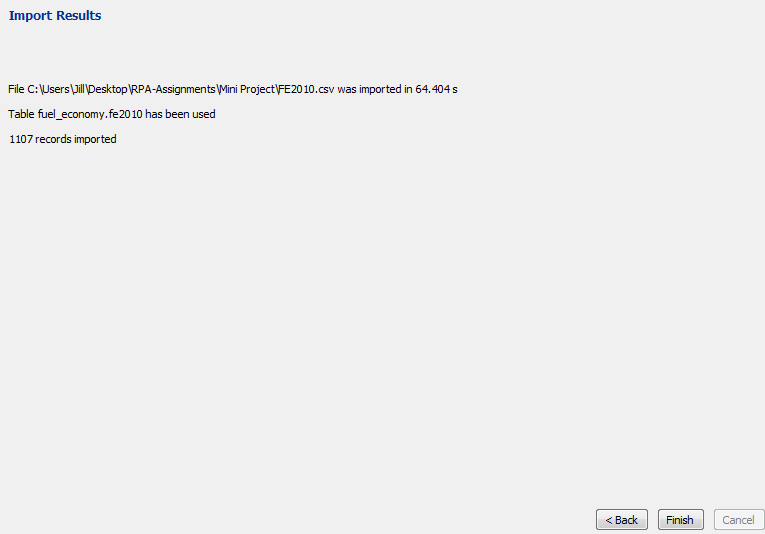 Import Results
File C:\Users\Jill\Desktop\RPA-Assignments\Mini Project\FE2010.csv was imported in 64.404 s
Table fuel_economy.fe2010 has been used
1107 records imported
< Back Finish Cancel